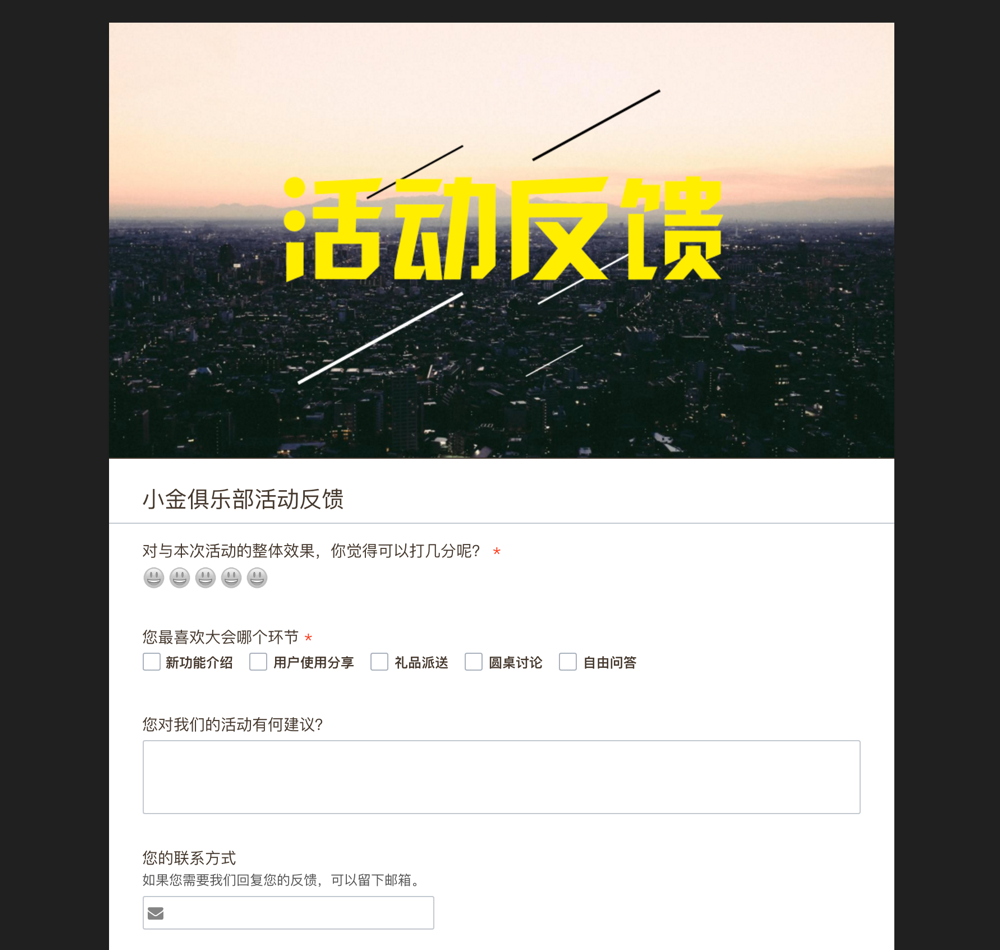 活动反馈
小金俱乐部活动反馈
对与本次活动的整体效果，你觉得可以打几分呢？ *
您最喜欢大会哪个环节 *
新功能介绍 用户使用分享 礼品派送 圆桌讨论 自由问答
您对我们的活动有何建议?
您的联系方式
如果您需要我们回复您的反馈，可以留下邮箱。